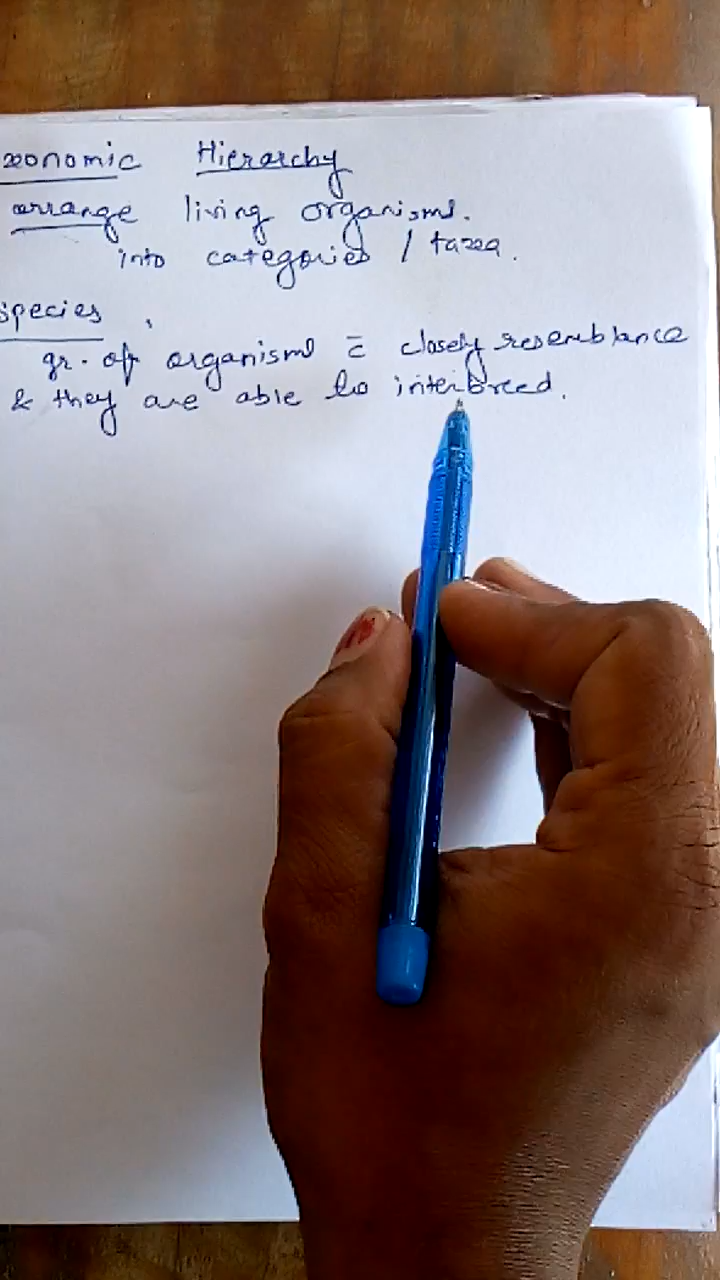 xonomic Hierarchy
arrange living organisms.
into categories / taxa.
species,
gr. of organisms c̄ closely resemblance
& they are able to interbreed.